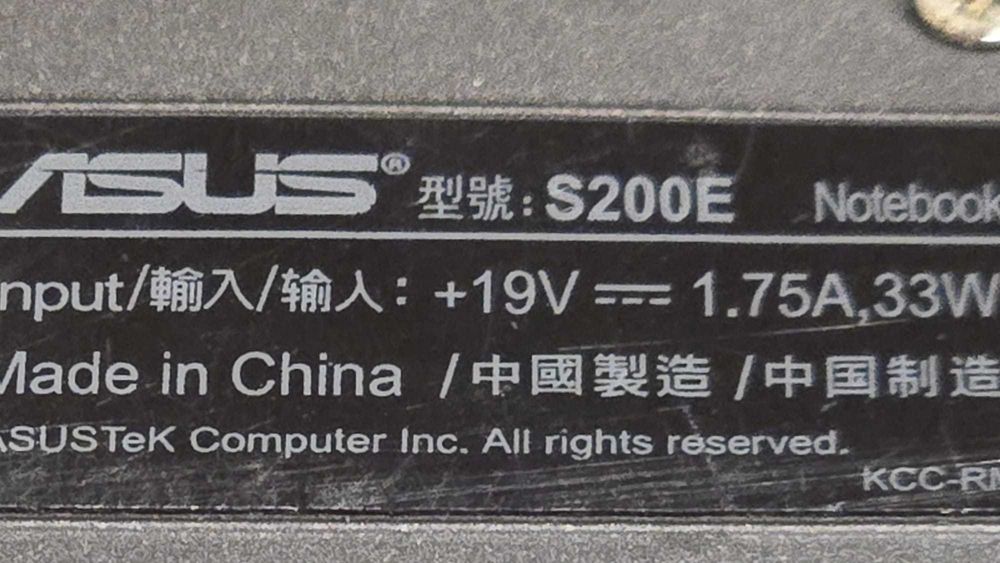 ASUS® 型號: S200E Notebook
Input/輸入/输入: +19V ⎓ 1.75A,33W
Made in China /中國製造 /中国制造
ASUSTeK Computer Inc. All rights reserved.
KCC-R